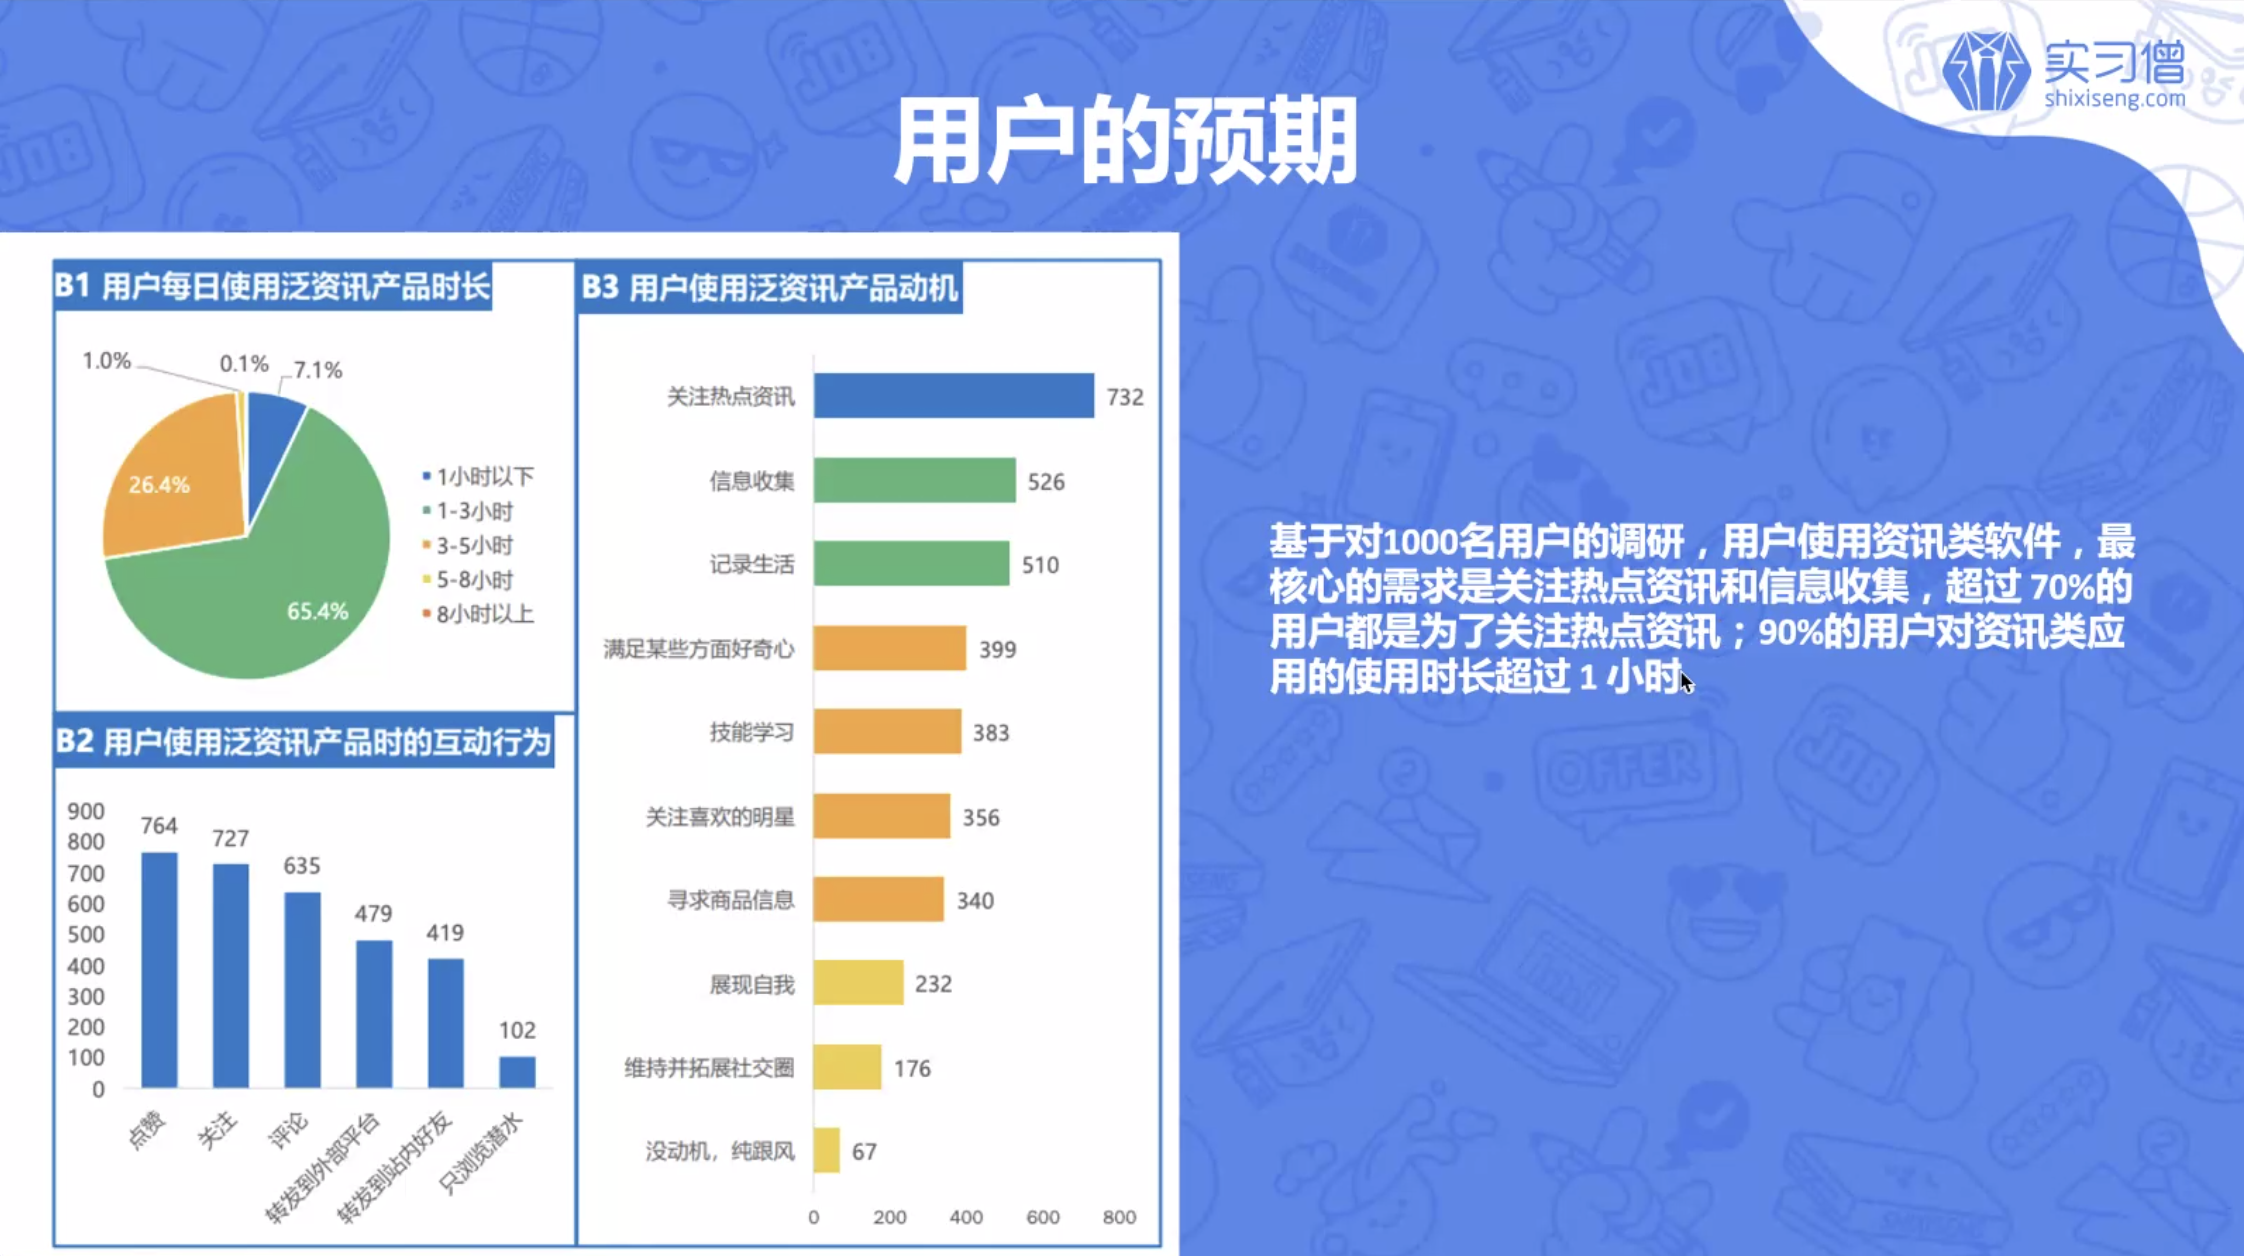 实习僧
shixiseng.com
用户的预期
B1 用户每日使用泛资讯产品时长
1.0%
0.1%
7.1%
26.4%
65.4%
1小时以下
1-3小时
3-5小时
5-8小时
8小时以上
B2 用户使用泛资讯产品时的互动行为
900
800
700
600
500
400
300
200
100
0
764
727
635
479
419
102
点赞
关注
评论
转发到外部平台
转发到站内好友
只浏览潜水
B3 用户使用泛资讯产品动机
关注热点资讯 732
信息收集 526
记录生活 510
满足某些方面好奇心 399
技能学习 383
关注喜欢的明星 356
寻求商品信息 340
展现自我 232
维持并拓展社交圈 176
没动机，纯跟风 67
0 200 400 600 800
基于对1000名用户的调研，用户使用资讯类软件，最
核心的需求是关注热点资讯和信息收集，超过 70%的
用户都是为了关注热点资讯；90%的用户对资讯类应
用的使用时长超过 1 小时
JOB
JOB
JOB
JOB
OFFER
JOB